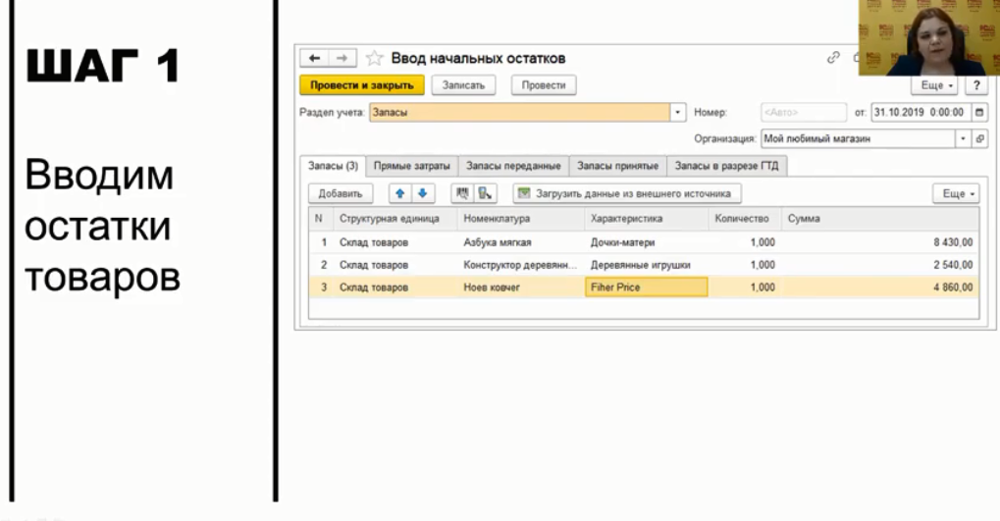 ШАГ 1
Вводим
остатки
товаров
Ввод начальных остатков
Провести и закрыть Записать Провести Еще ?
Раздел учета: Запасы Номер: <Авто> от: 31.10.2019 0:00:00
Организация: Мой любимый магазин
Запасы (3) Прямые затраты Запасы переданные Запасы принятые Запасы в разрезе ГТД
Добавить Загрузить данные из внешнего источника Еще
N Структурная единица Номенклатура Характеристика Количество Сумма
1 Склад товаров Азбука мягкая Дочки-матери 1,000 8 430,00
2 Склад товаров Конструктор деревянн... Деревянные игрушки 1,000 2 540,00
3 Склад товаров Ноев ковчег Fiher Price 1,000 4 860,00